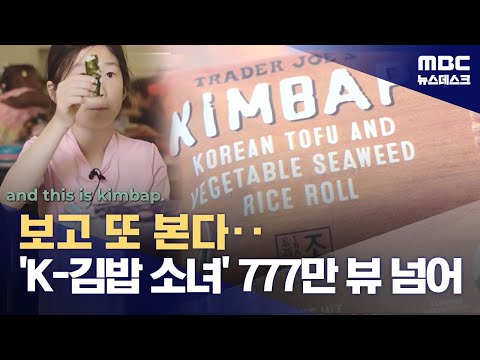 MBC
뉴스데스크
TRADER JOE'S
KIMBAP
KOREAN TOFU AND
VEGETABLE SEAWEED
RICE ROLL
and this is kimbap.
보고 또 본다··
'K-김밥 소녀' 777만 뷰 넘어